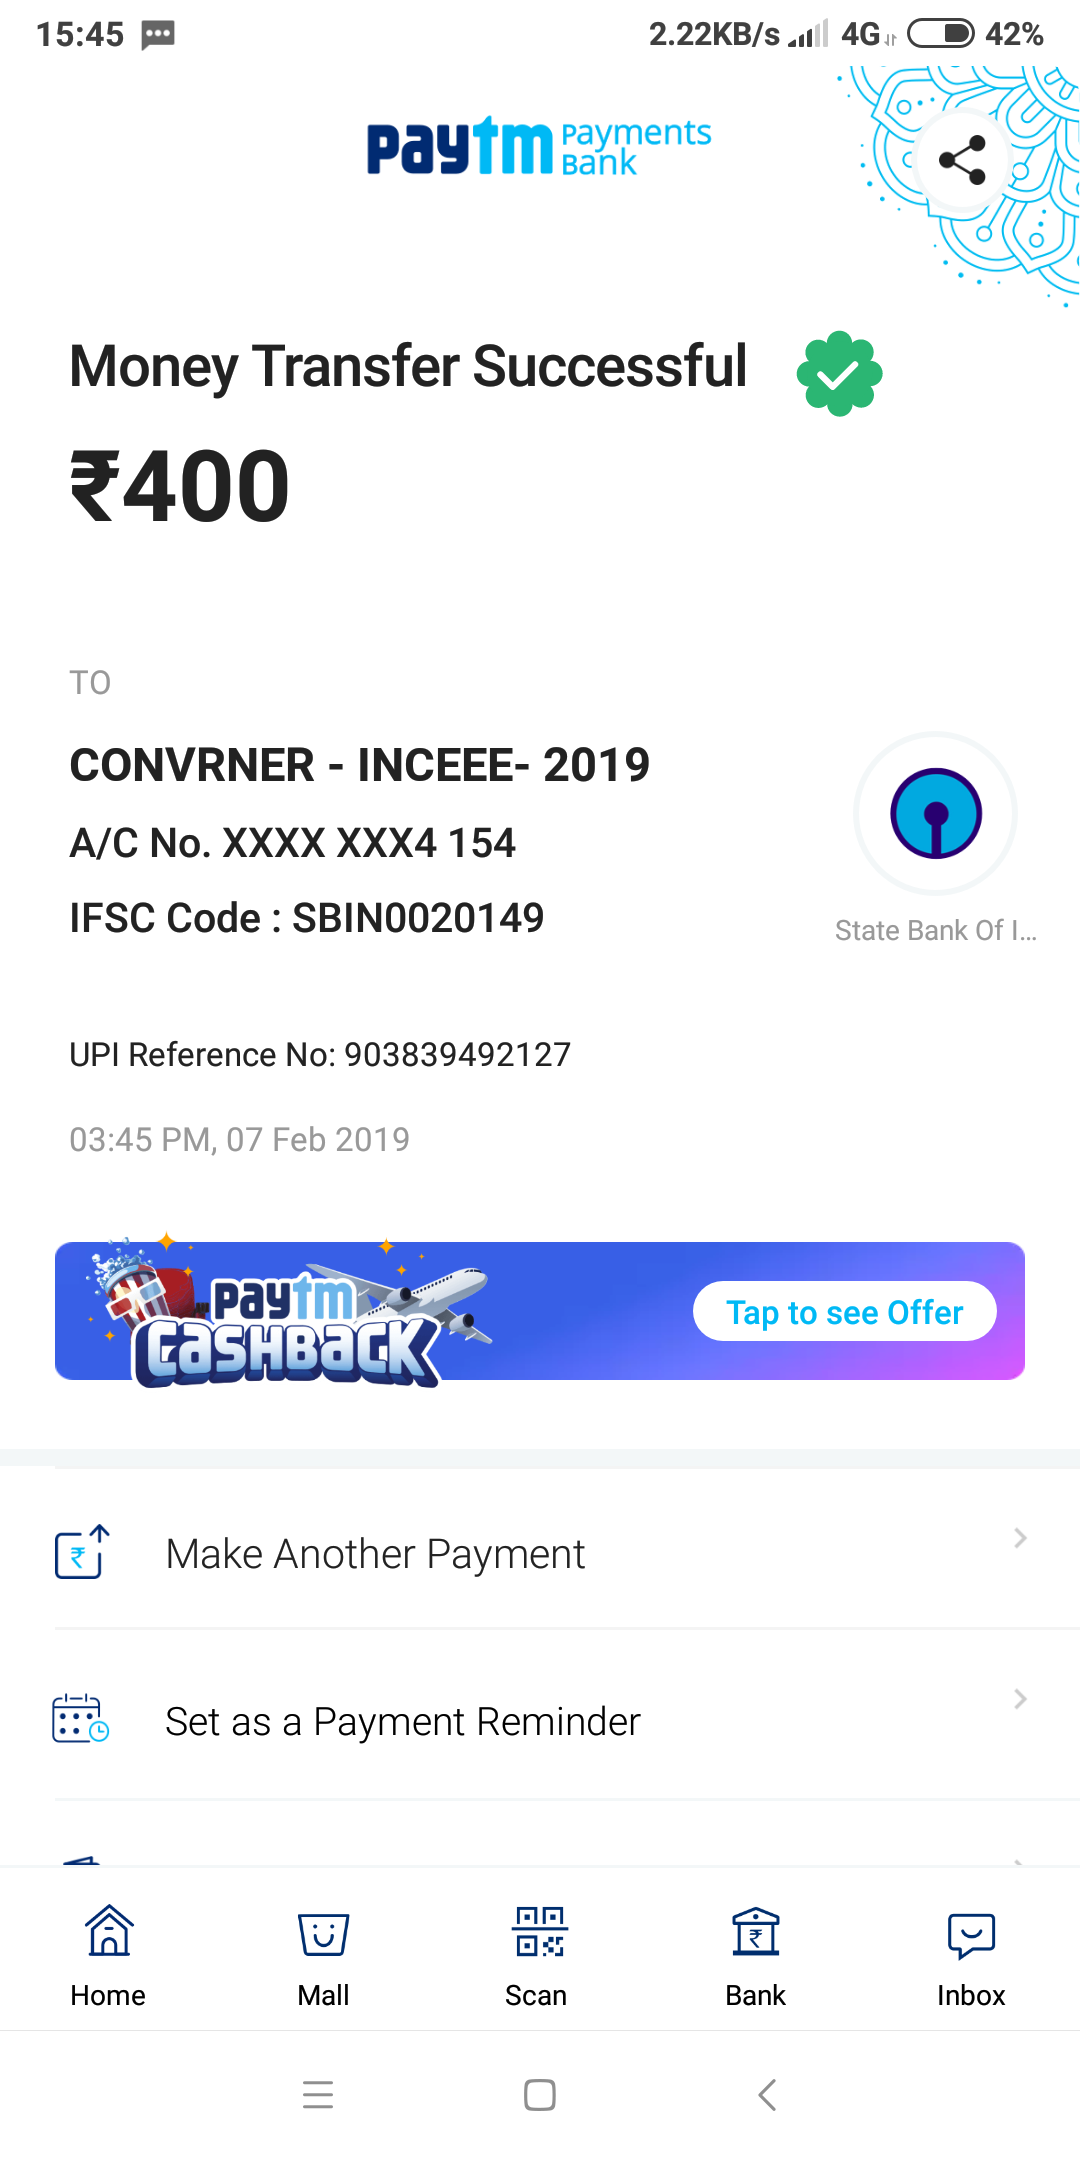 15:45 2.22KB/s 4G 42%
paytm Payments Bank
Money Transfer Successful
₹400
TO
CONVRNER - INCEEE- 2019
A/C No. XXXX XXX4 154
IFSC Code : SBIN0020149
State Bank Of I...
UPI Reference No: 903839492127
03:45 PM, 07 Feb 2019
paytm
CASHBACK
Tap to see Offer
Make Another Payment
Set as a Payment Reminder
Home Mall Scan Bank Inbox